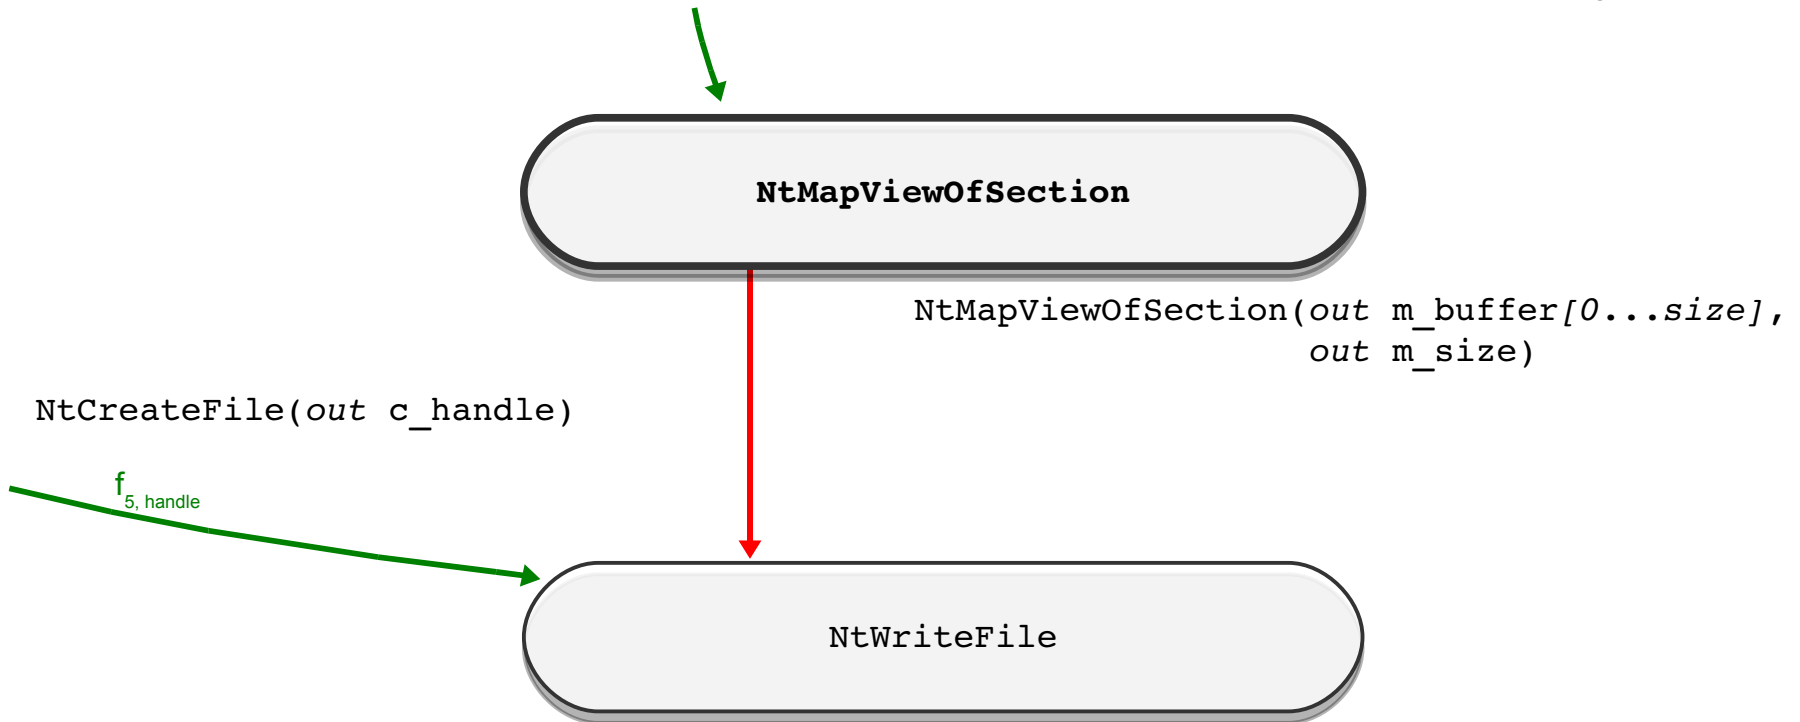 NtMapViewOfSection
NtMapViewOfSection(out m_buffer[0...size],
out m_size)
NtCreateFile(out c_handle)
f5, handle
NtWriteFile